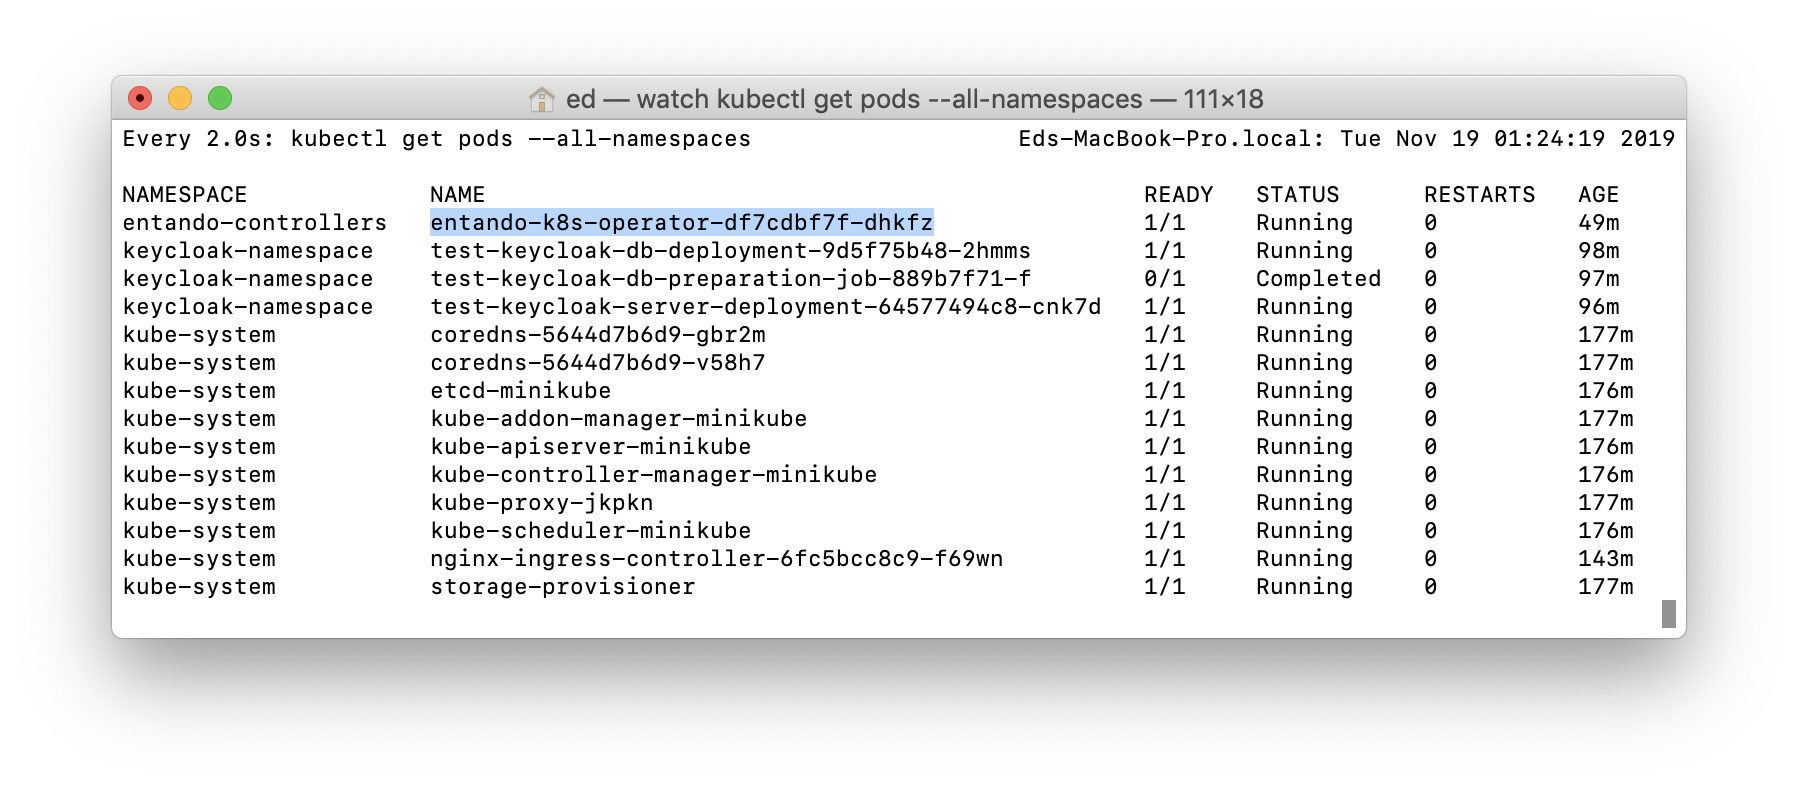 ed — watch kubectl get pods --all-namespaces — 111×18
Every 2.0s: kubectl get pods --all-namespaces Eds-MacBook-Pro.local: Tue Nov 19 01:24:19 2019
NAMESPACE NAME READY STATUS RESTARTS AGE
entando-controllers entando-k8s-operator-df7cdbf7f-dhkfz 1/1 Running 0 49m
keycloak-namespace test-keycloak-db-deployment-9d5f75b48-2hmms 1/1 Running 0 98m
keycloak-namespace test-keycloak-db-preparation-job-889b7f71-f 0/1 Completed 0 97m
keycloak-namespace test-keycloak-server-deployment-64577494c8-cnk7d 1/1 Running 0 96m
kube-system coredns-5644d7b6d9-gbr2m 1/1 Running 0 177m
kube-system coredns-5644d7b6d9-v58h7 1/1 Running 0 177m
kube-system etcd-minikube 1/1 Running 0 176m
kube-system kube-addon-manager-minikube 1/1 Running 0 177m
kube-system kube-apiserver-minikube 1/1 Running 0 176m
kube-system kube-controller-manager-minikube 1/1 Running 0 176m
kube-system kube-proxy-jkpkn 1/1 Running 0 177m
kube-system kube-scheduler-minikube 1/1 Running 0 176m
kube-system nginx-ingress-controller-6fc5bcc8c9-f69wn 1/1 Running 0 143m
kube-system storage-provisioner 1/1 Running 0 177m